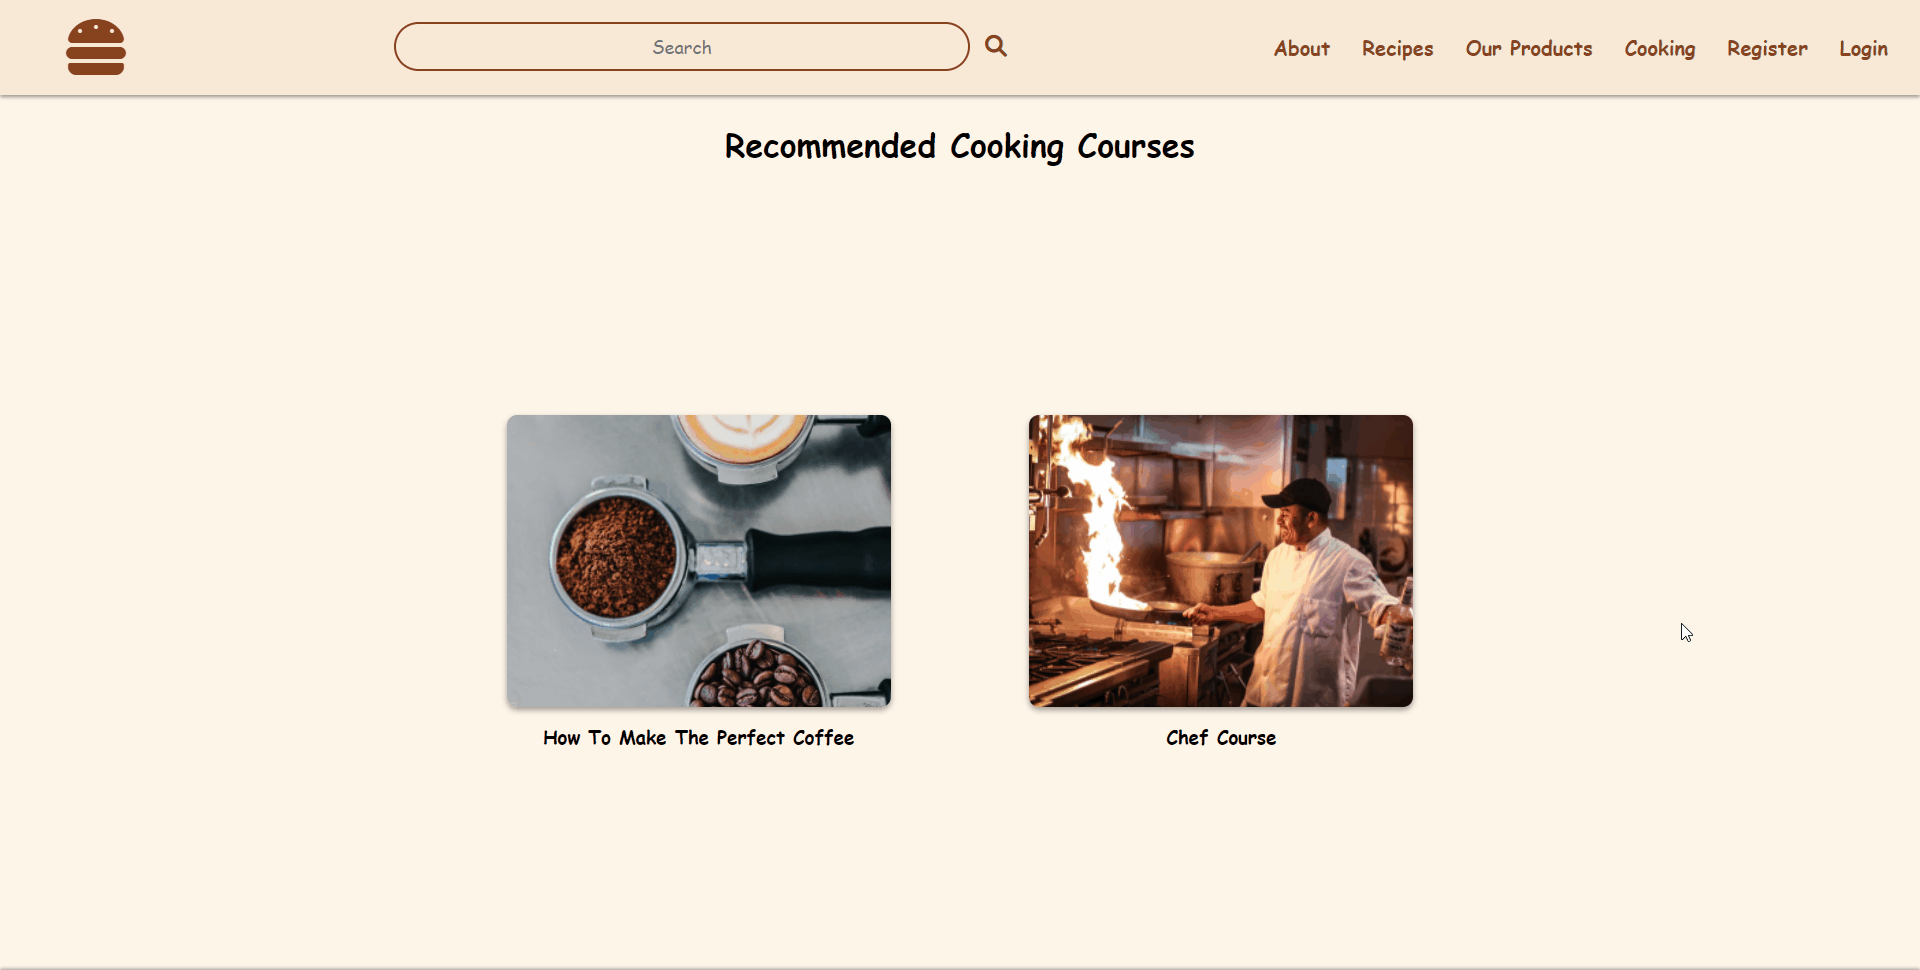 Search
About Recipes Our Products Cooking Register Login
Recommended Cooking Courses
How To Make The Perfect Coffee
Chef Course